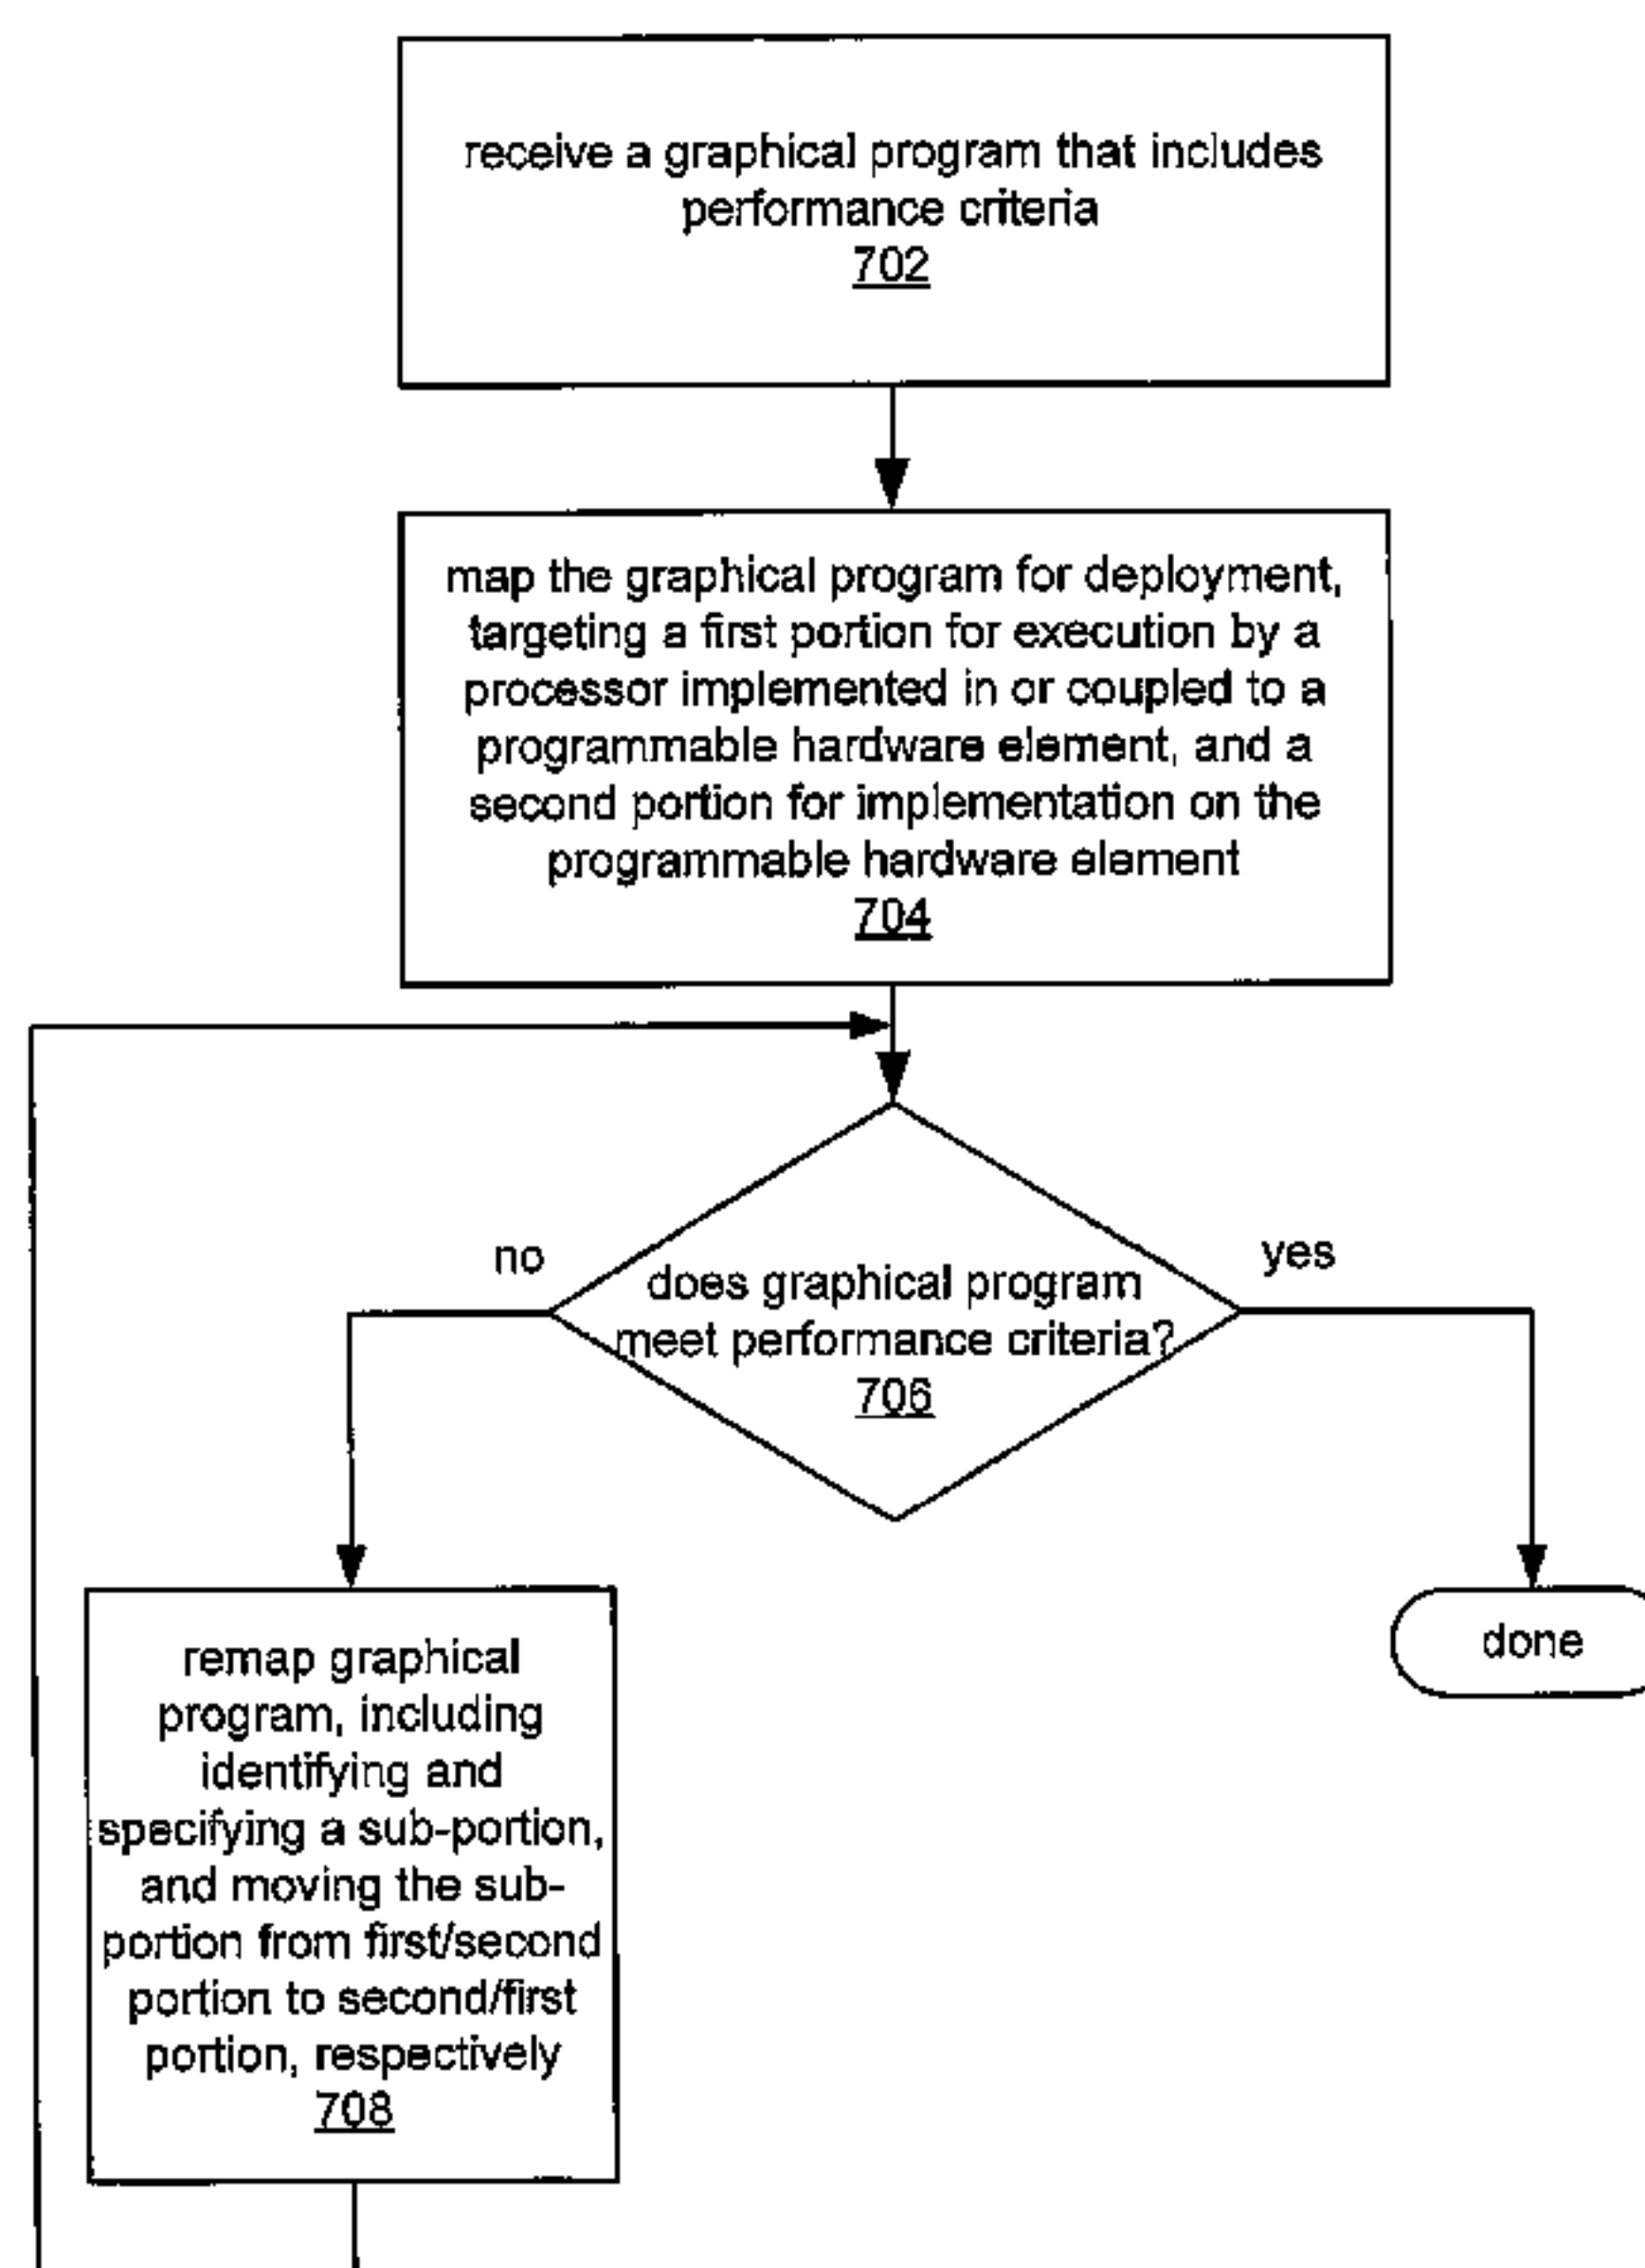 receive a graphical program that includes
performance criteria
702
map the graphical program for deployment,
targeting a first portion for execution by a
processor implemented in or coupled to a
programmable hardware element, and a
second portion for implementation on the
programmable hardware element
704
no
yes
does graphical program
meet performance criteria?
706
remap graphical
program, including
identifying and
specifying a sub-portion,
and moving the sub-
portion from first/second
portion to second/first
portion, respectively
708
done